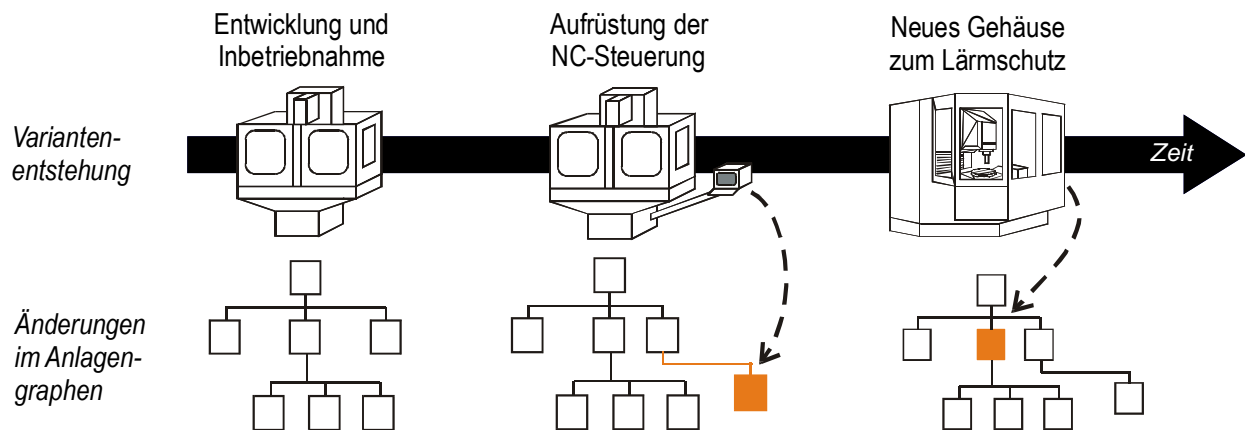 Entwicklung und
Inbetriebnahme
Aufrüstung der
NC-Steuerung
Neues Gehäuse
zum Lärmschutz
Varianten-
entstehung
Zeit
Änderungen
im Anlagen-
graphen